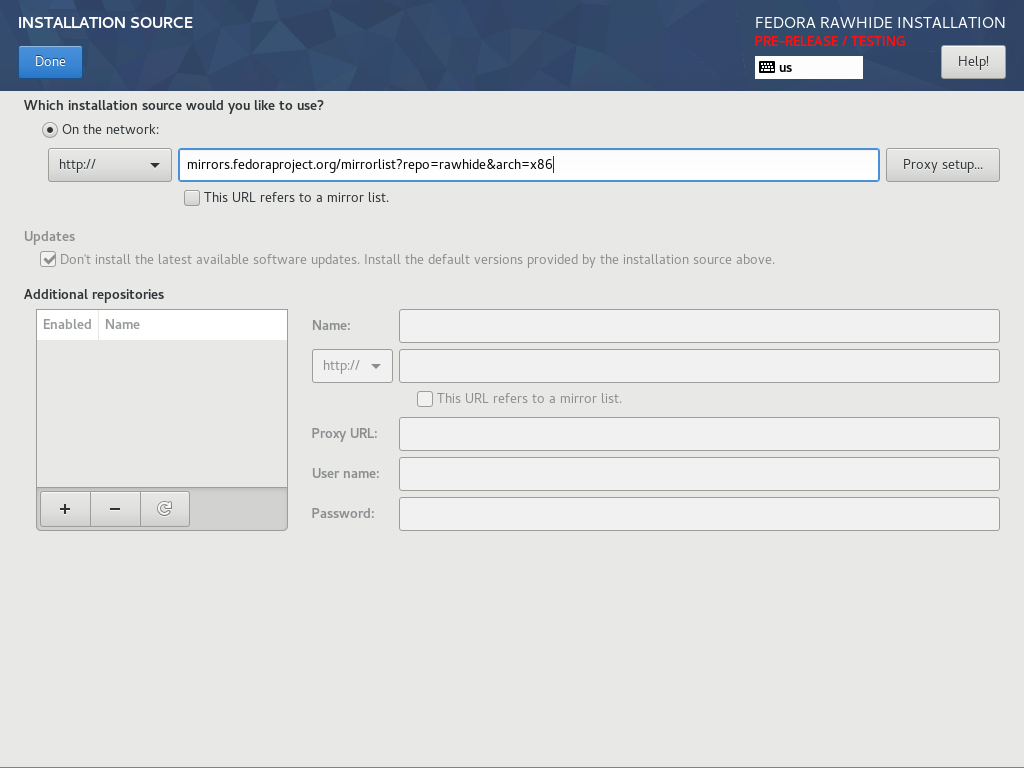 INSTALLATION SOURCE
FEDORA RAWHIDE INSTALLATION
PRE-RELEASE / TESTING
Done
us
Help!
Which installation source would you like to use?
On the network:
http://
mirrors.fedoraproject.org/mirrorlist?repo=rawhide&arch=x86
Proxy setup...
This URL refers to a mirror list.
Updates
Don't install the latest available software updates. Install the default versions provided by the installation source above.
Additional repositories
Enabled Name
Name:
http://
This URL refers to a mirror list.
Proxy URL:
User name:
Password: